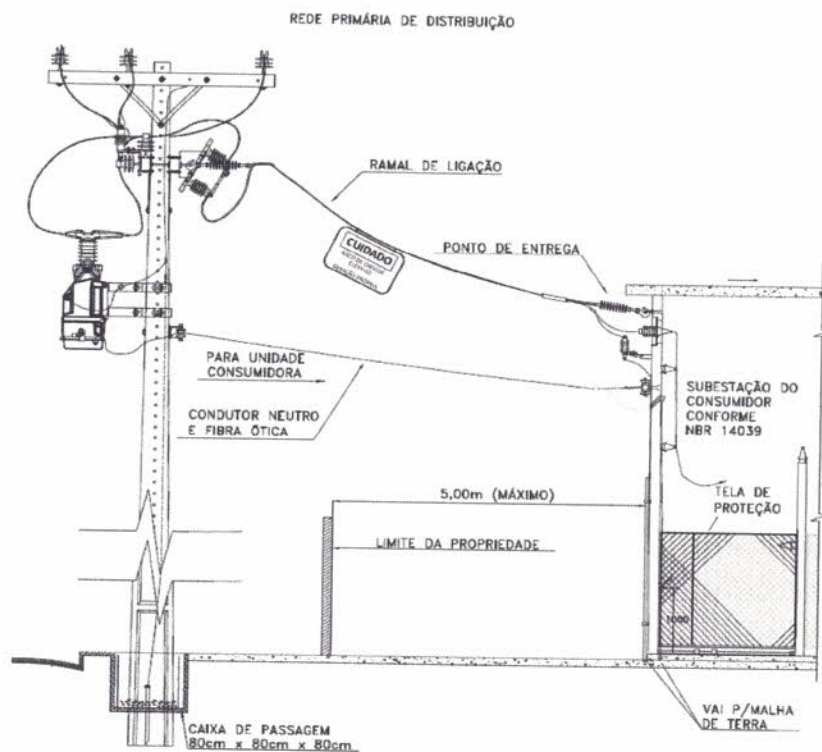 REDE PRIMÁRIA DE DISTRIBUIÇÃO
RAMAL DE LIGAÇÃO
CUIDADO
PONTO DE ENTREGA
PARA UNIDADE
CONSUMIDORA
CONDUTOR NEUTRO
E FIBRA ÓTICA
SUBESTAÇÃO DO
CONSUMIDOR
CONFORME
NBR 14039
5,00m (MÁXIMO)
TELA DE
PROTEÇÃO
LIMITE DA PROPRIEDADE
1000
CAIXA DE PASSAGEM
80cm x 80cm x 80cm
VAI P/MALHA
DE TERRA